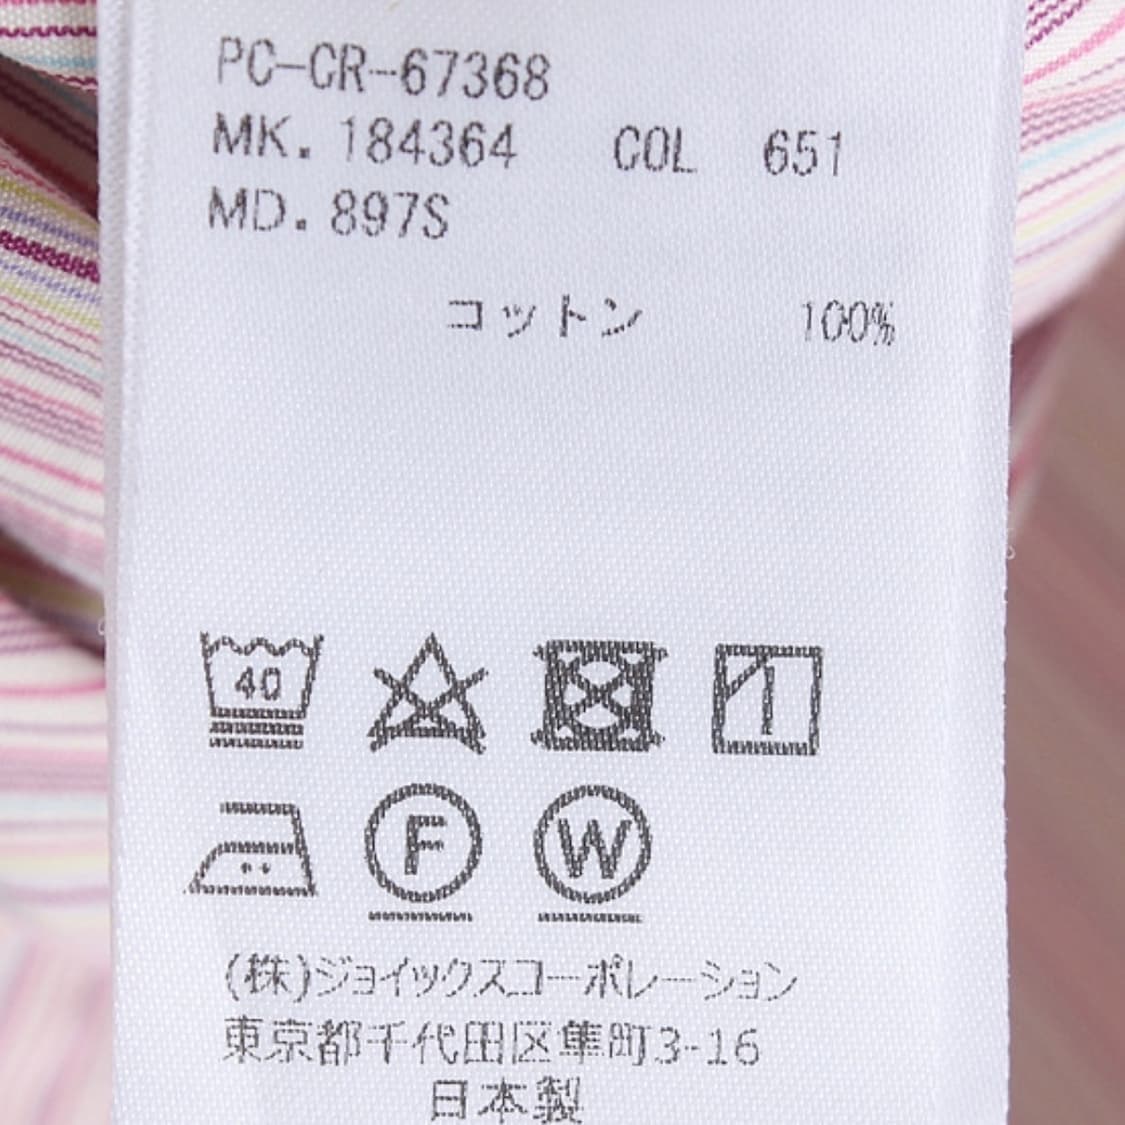 PC-CR-67368
MK. 184364 COL 651
MD. 897S
コットン 100%
40
F W
(株)ジョイックスコーポレーション
東京都千代田区隼町3-16
日本製